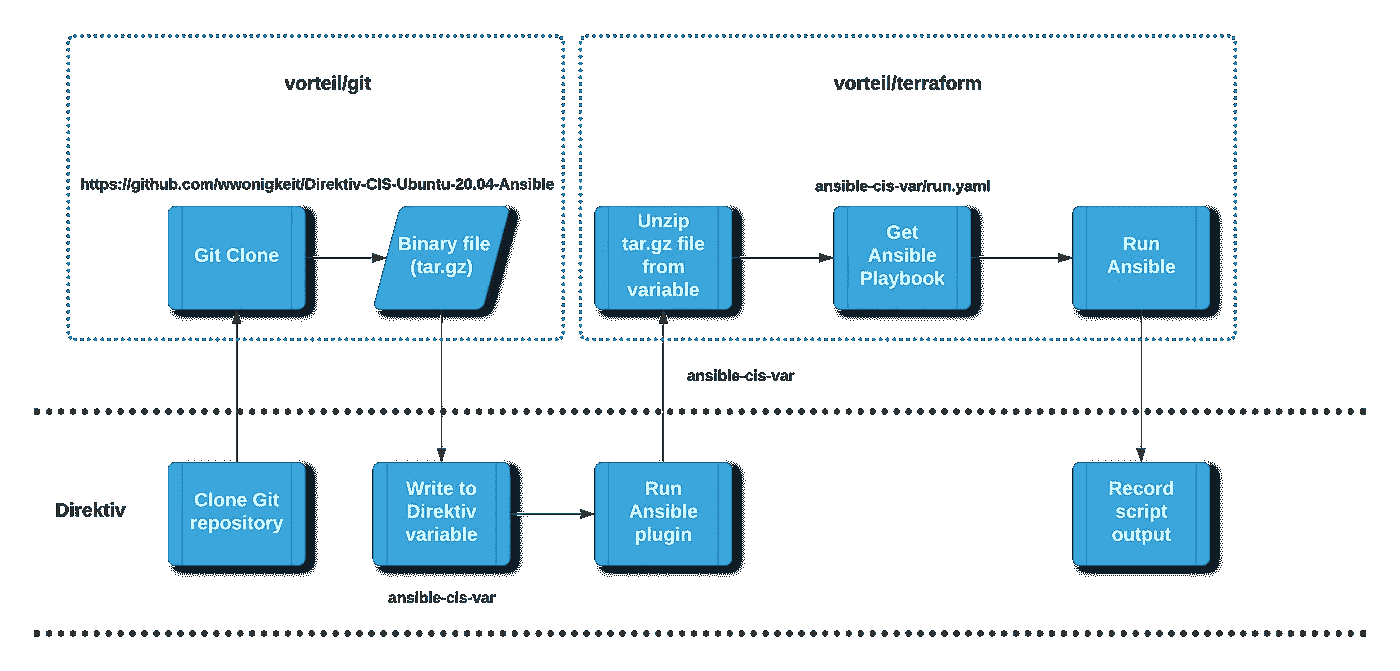 vorteil/git
vorteil/terraform
https://github.com/wwonigkeit/Direktiv-CIS-Ubuntu-20.04-Ansible
ansible-cis-var/run.yaml
Git Clone
Binary file
(tar.gz)
Unzip
tar.gz file
from
variable
Get
Ansible
Playbook
Run
Ansible
ansible-cis-var
Direktiv
Clone Git
repository
Write to
Direktiv
variable
Run
Ansible
plugin
Record
script
output
ansible-cis-var